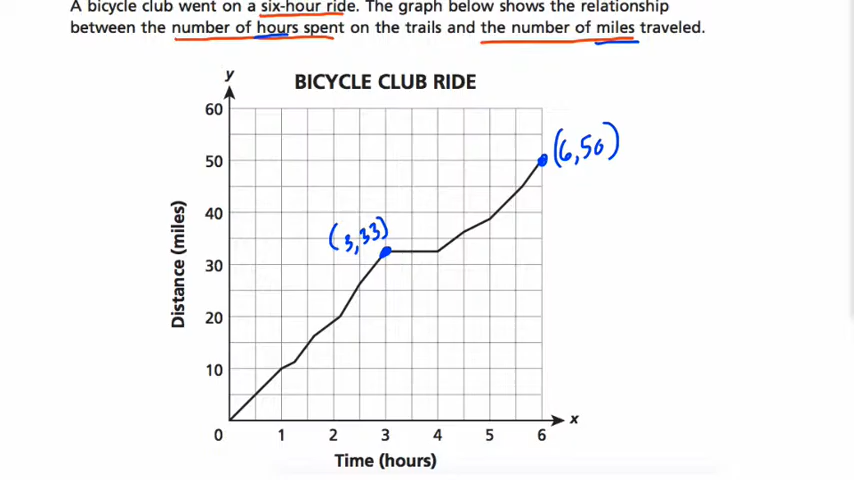 A bicycle club went on a six-hour ride. The graph below shows the relationship
between the number of hours spent on the trails and the number of miles traveled.
BICYCLE CLUB RIDE
y
60
50
40
30
20
10
0
Distance (miles)
(6,50)
(3,33)
1 2 3 4 5 6
x
Time (hours)